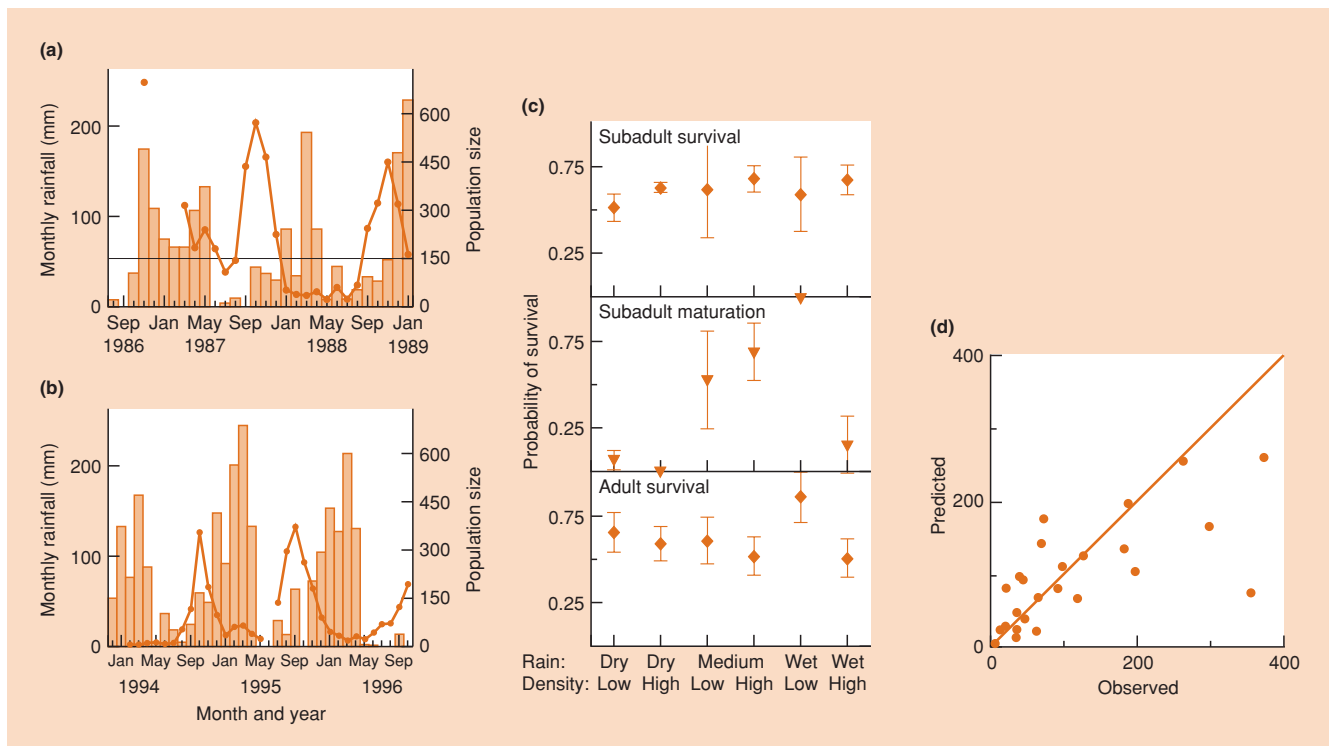 (a)
Monthly rainfall (mm)
200
100
0
Population size
600
450
300
150
0
Sep Jan May Sep Jan May Sep Jan
1986 1987 1988 1989
(b)
Monthly rainfall (mm)
200
100
0
Population size
600
450
300
150
0
Jan May Sep Jan May Sep Jan May Sep
1994 1995 1996
Month and year
(c)
Probability of survival
Subadult survival
0.75
0.25
Subadult maturation
0.75
0.25
Adult survival
0.75
0.25
Rain: Dry Dry Medium Wet Wet
Density: Low High Low High Low High
(d)
Predicted
400
200
0
0 200 400
Observed